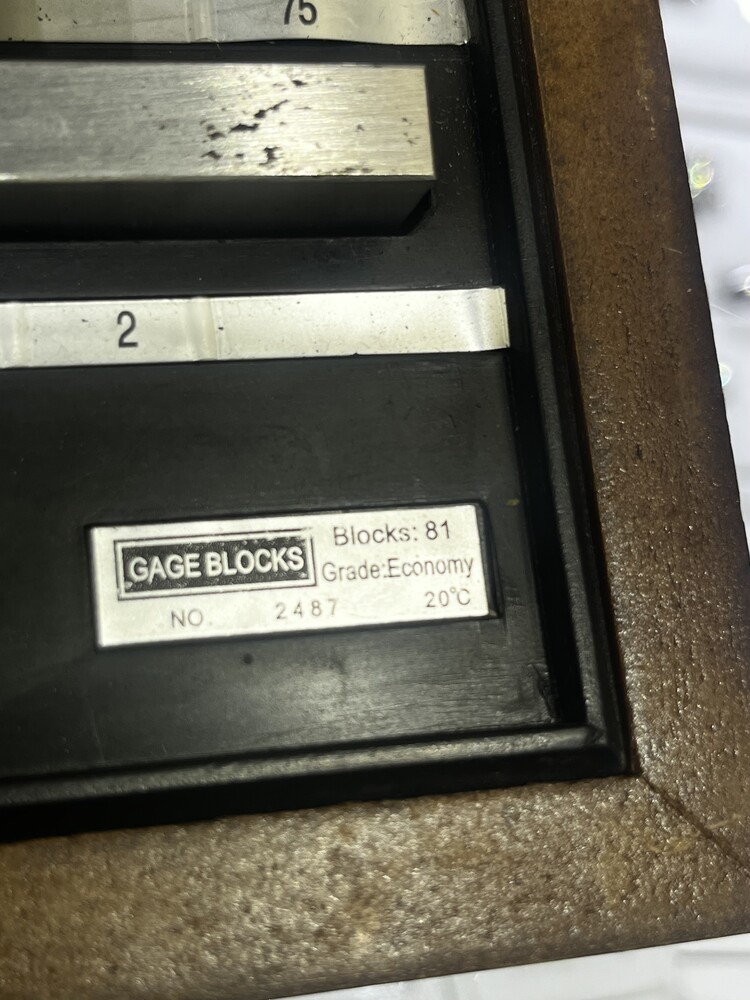 75
2
GAGE BLOCKS
Blocks: 81
Grade:Economy
NO. 2487 20°C